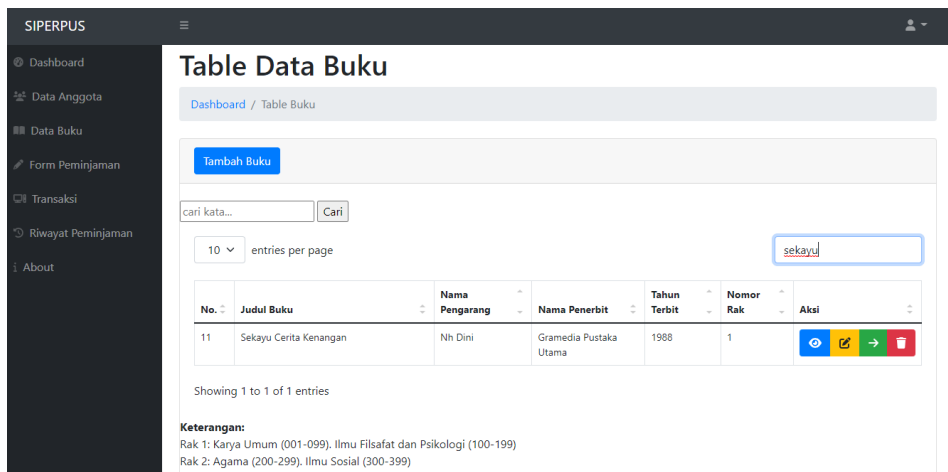 SIPERPUS
Dashboard
Data Anggota
Data Buku
Form Peminjaman
Transaksi
Riwayat Peminjaman
About
Table Data Buku
Dashboard / Table Buku
Tambah Buku
cari kata... Cari
10 entries per page sekayu
No. Judul Buku Nama Pengarang Nama Penerbit Tahun Terbit Nomor Rak Aksi
11 Sekayu Cerita Kenangan Nh Dini Gramedia Pustaka Utama 1988 1
Showing 1 to 1 of 1 entries
Keterangan:
Rak 1: Karya Umum (001-099). Ilmu Filsafat dan Psikologi (100-199)
Rak 2: Agama (200-299). Ilmu Sosial (300-399)